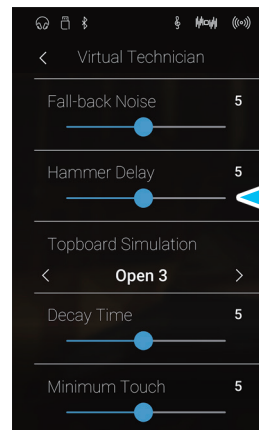 Virtual Technician
Fall-back Noise 5
Hammer Delay 5
Topboard Simulation
Open 3
Decay Time 5
Minimum Touch 5